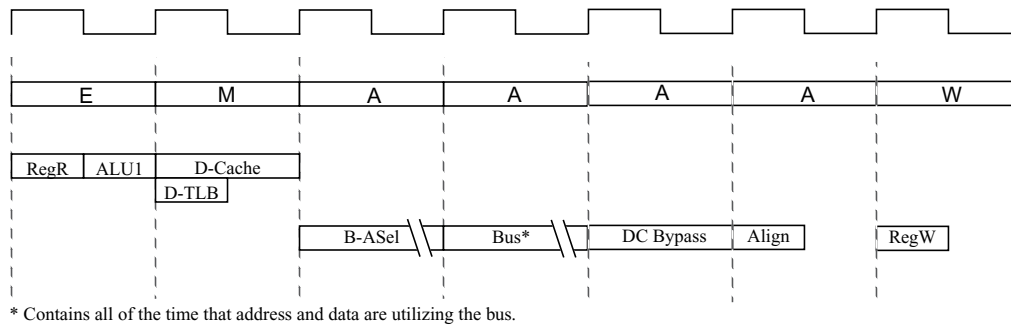 E M A A A A W
RegR ALU1 D-Cache
D-TLB
B-ASel Bus* DC Bypass Align RegW
* Contains all of the time that address and data are utilizing the bus.